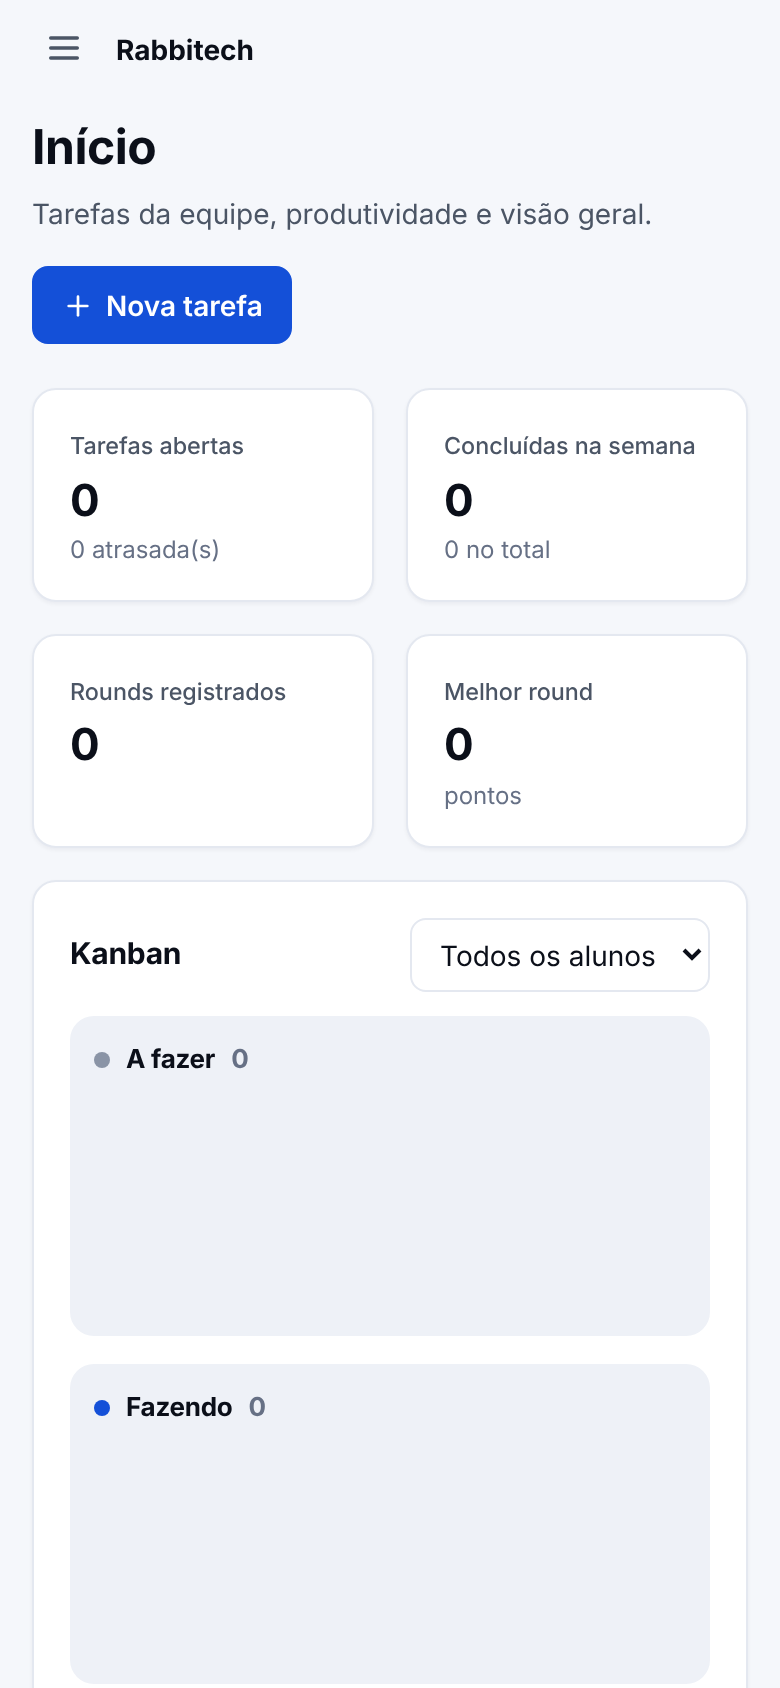 Rabbitech
Início
Tarefas da equipe, produtividade e visão geral.
+ Nova tarefa
Tarefas abertas
0
0 atrasada(s)
Concluídas na semana
0
0 no total
Rounds registrados
0
Melhor round
0
pontos
Kanban
Todos os alunos
A fazer 0
Fazendo 0